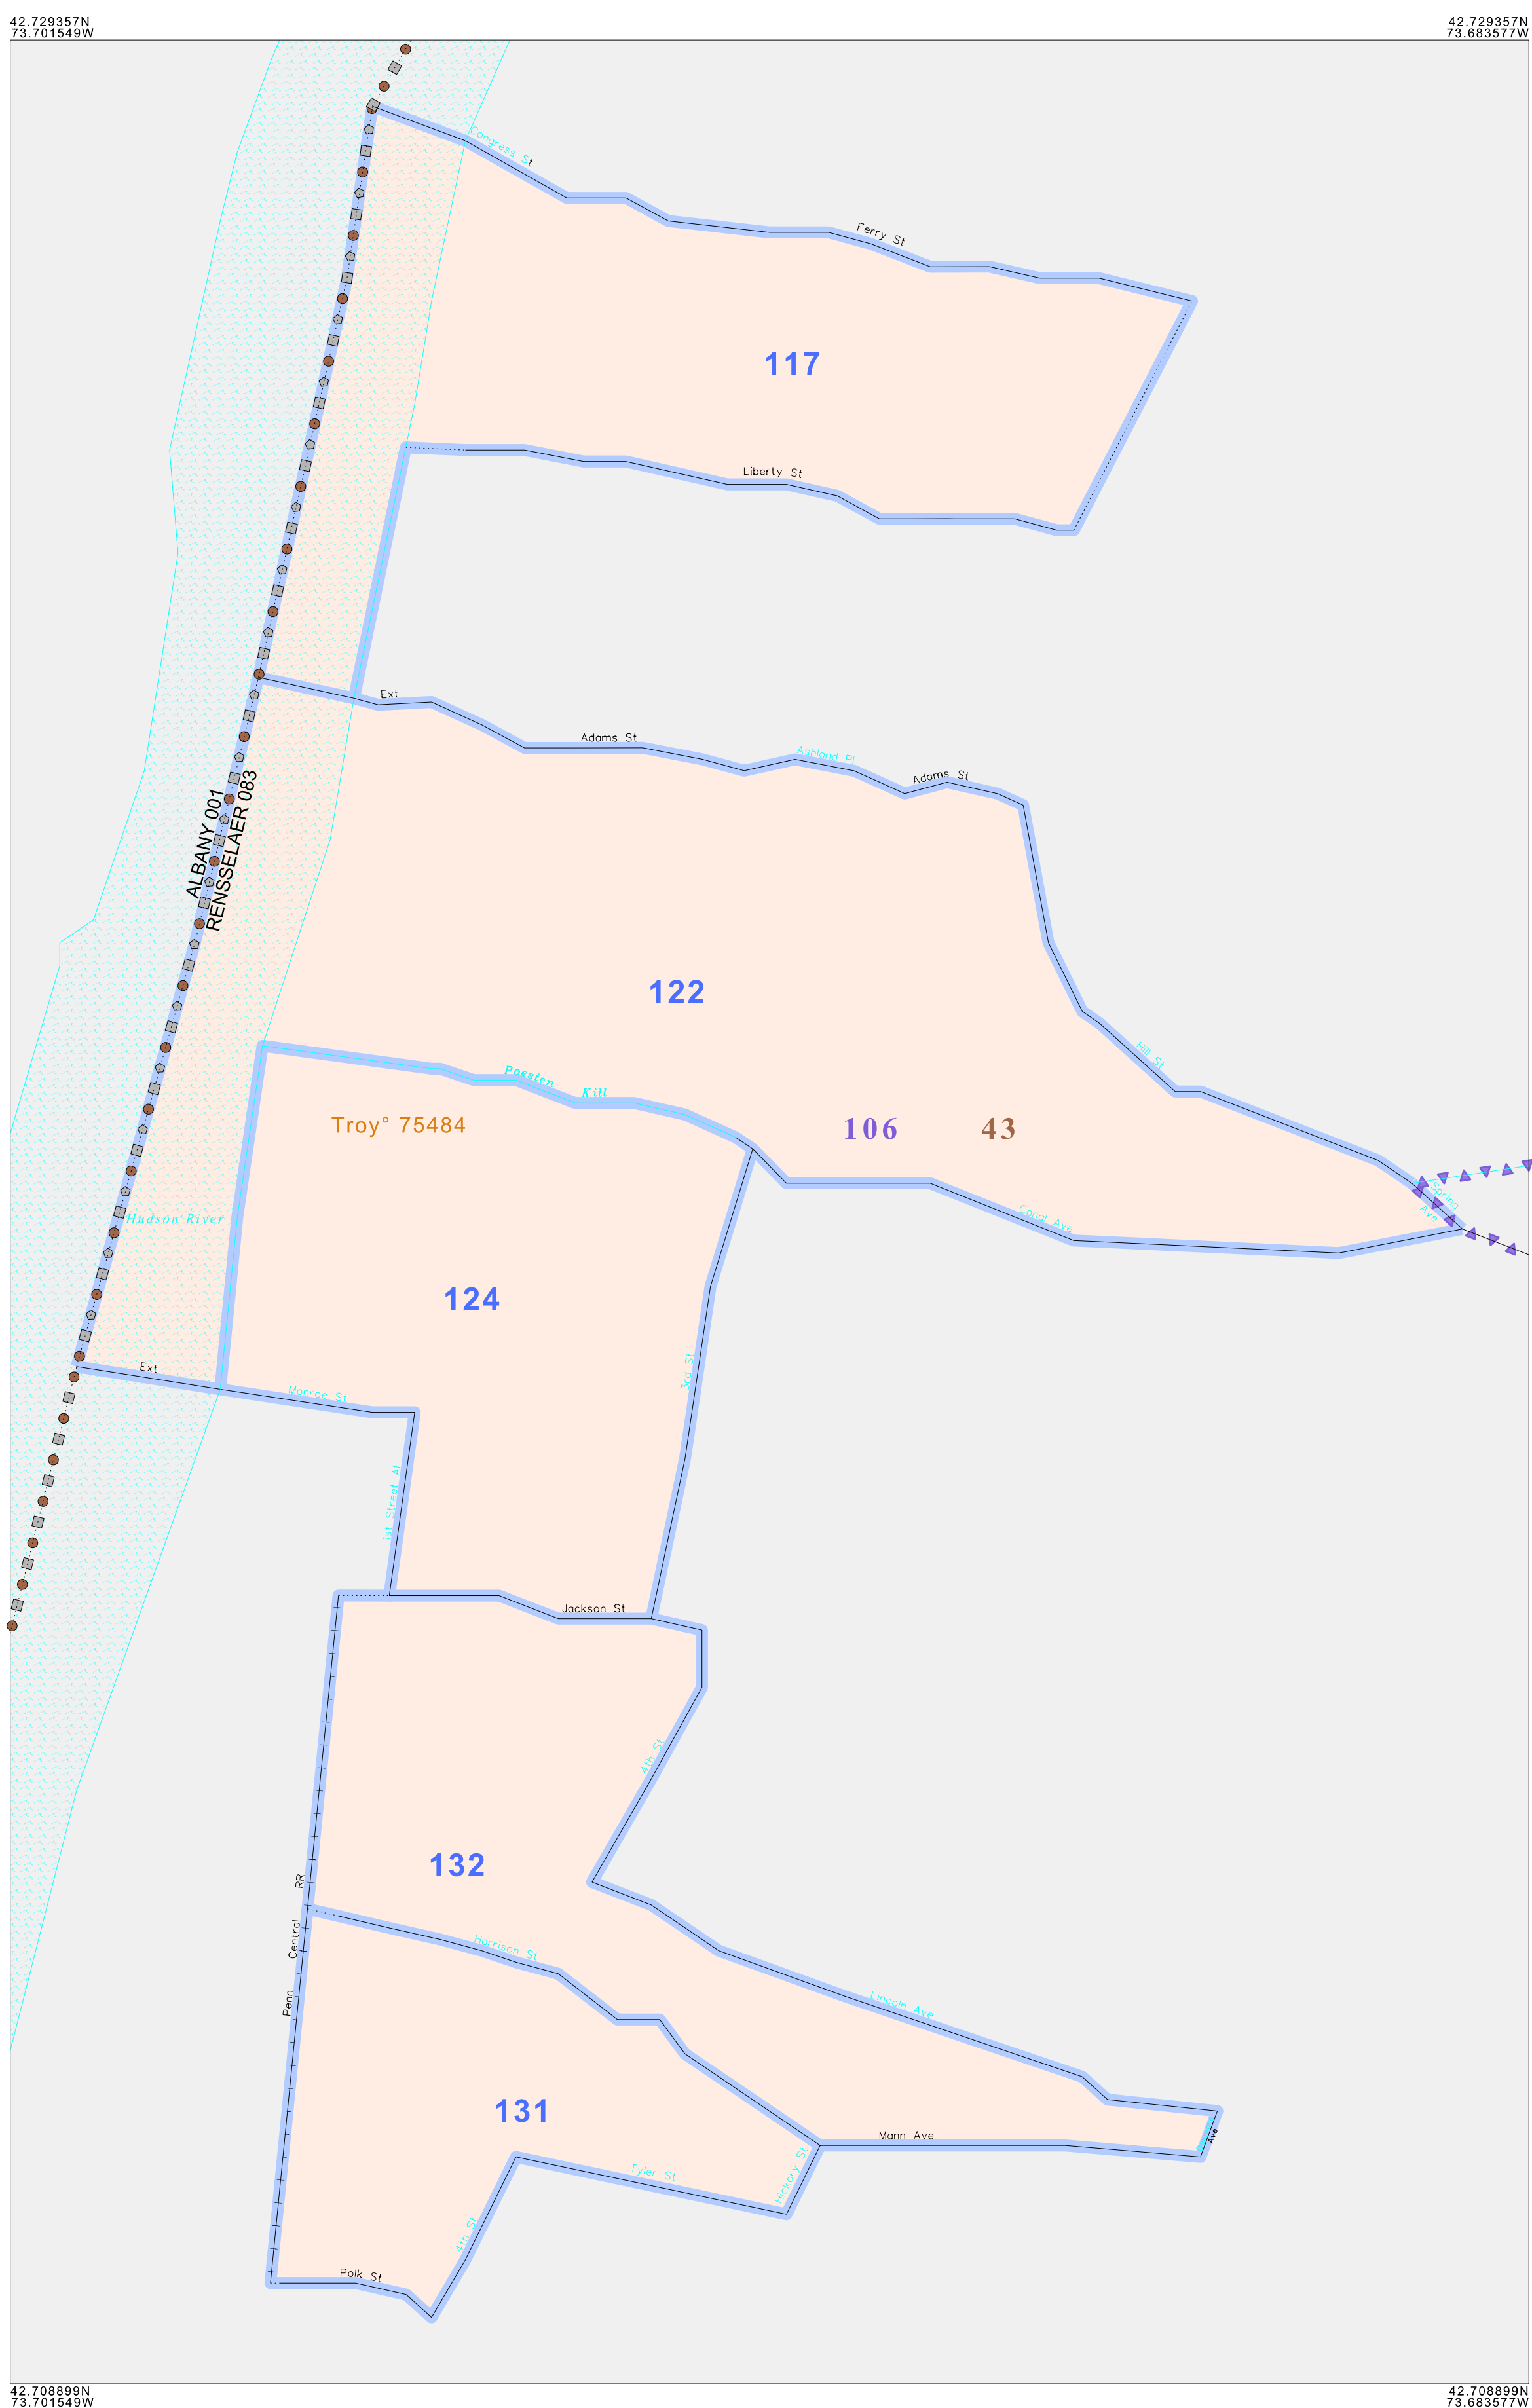 42.729357N
73.701549W
42.729357N
73.683577W
Congress St
Ferry St
117
Liberty St
Ext
Adams St
Ashland Pl
Adams St
ALBANY 001
RENSSELAER 083
122
Hill St
Poesten Kill
Troy° 75484
106
43
Spring Ave
Hudson River
Canal Ave
124
Ext
Monroe St
3rd St
1st Street Al
Jackson St
4th St
132
RR
Central
Penn
Harrison St
Lincoln Ave
131
Mann Ave
Ave
Tyler St
Hickory St
4th St
Polk St
42.708899N
73.701549W
42.708899N
73.683577W